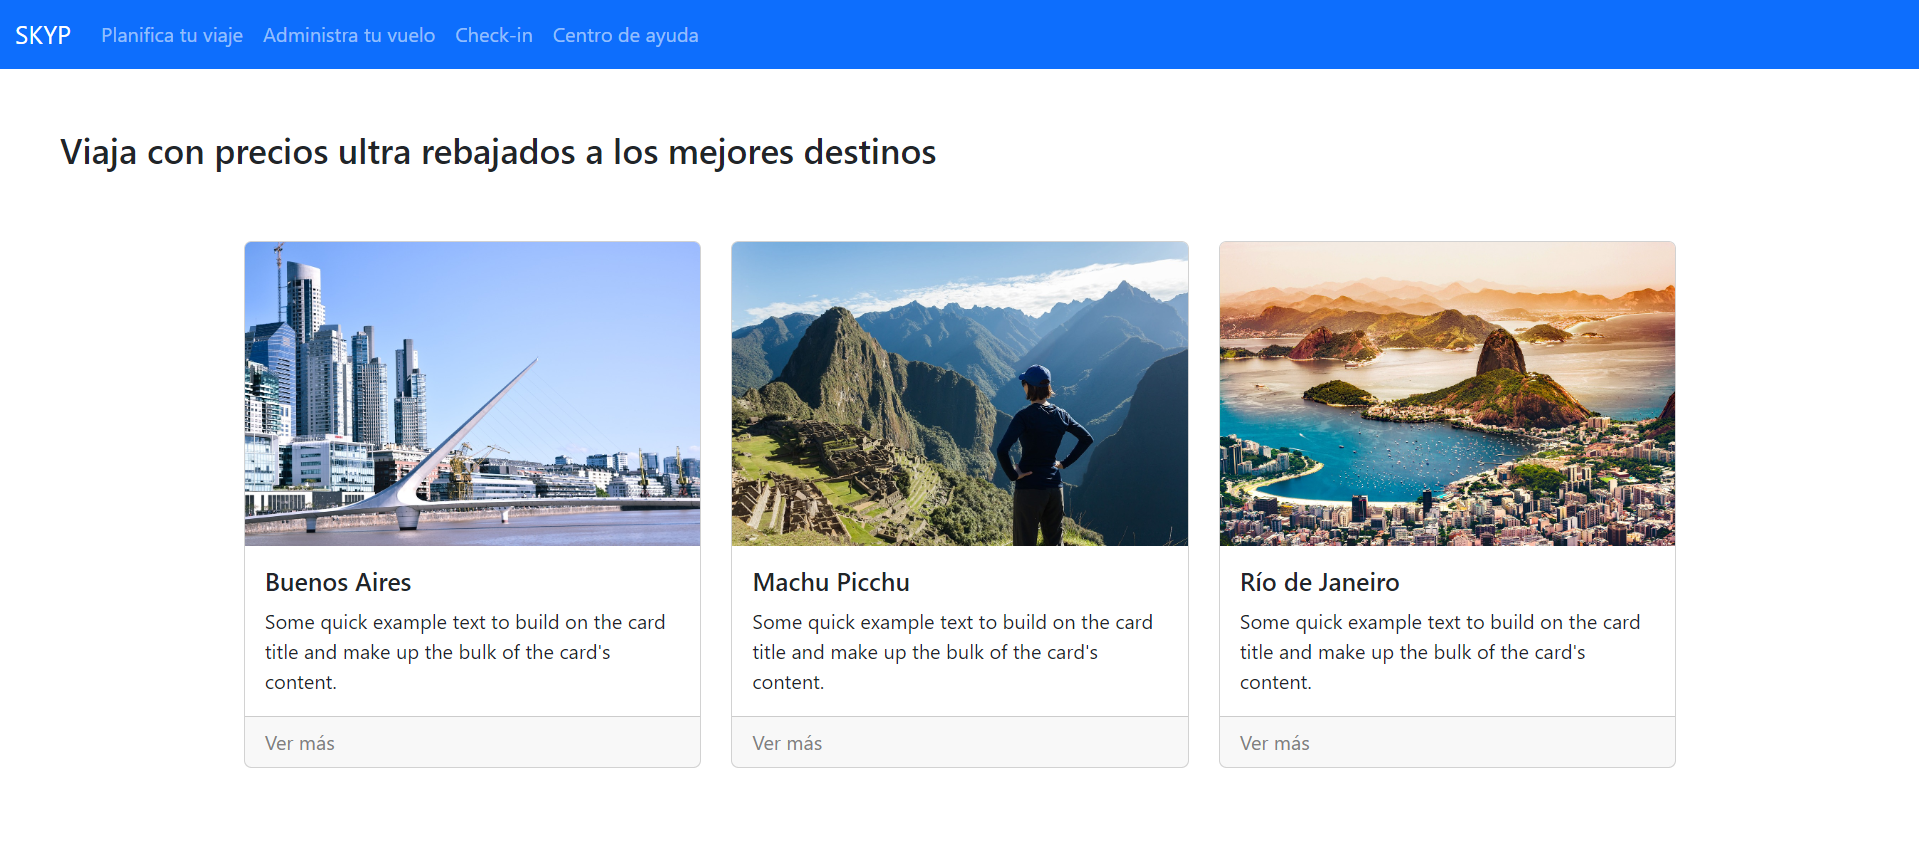 SKYP Planifica tu viaje Administra tu vuelo Check-in Centro de ayuda
Viaja con precios ultra rebajados a los mejores destinos
Buenos Aires
Some quick example text to build on the card
title and make up the bulk of the card's
content.
Ver más
Machu Picchu
Some quick example text to build on the card
title and make up the bulk of the card's
content.
Ver más
Río de Janeiro
Some quick example text to build on the card
title and make up the bulk of the card's
content.
Ver más